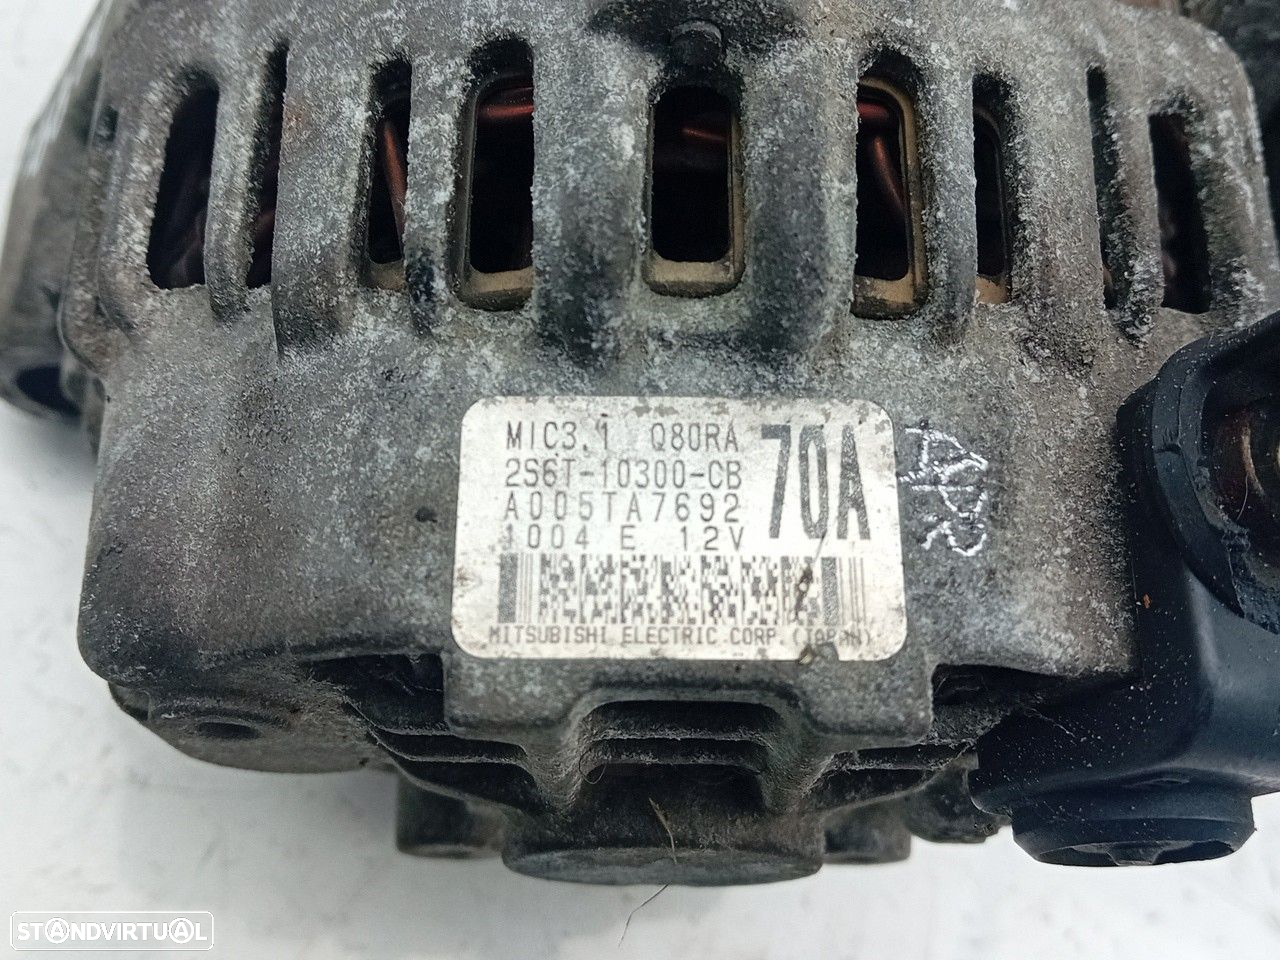 MIC3.1 Q80RA
2S6T-10300-CB
A005TA7692
1004 E 12V
70A
MITSUBISHI ELECTRIC CORP. (JAPAN)
STANDVIRTUAL